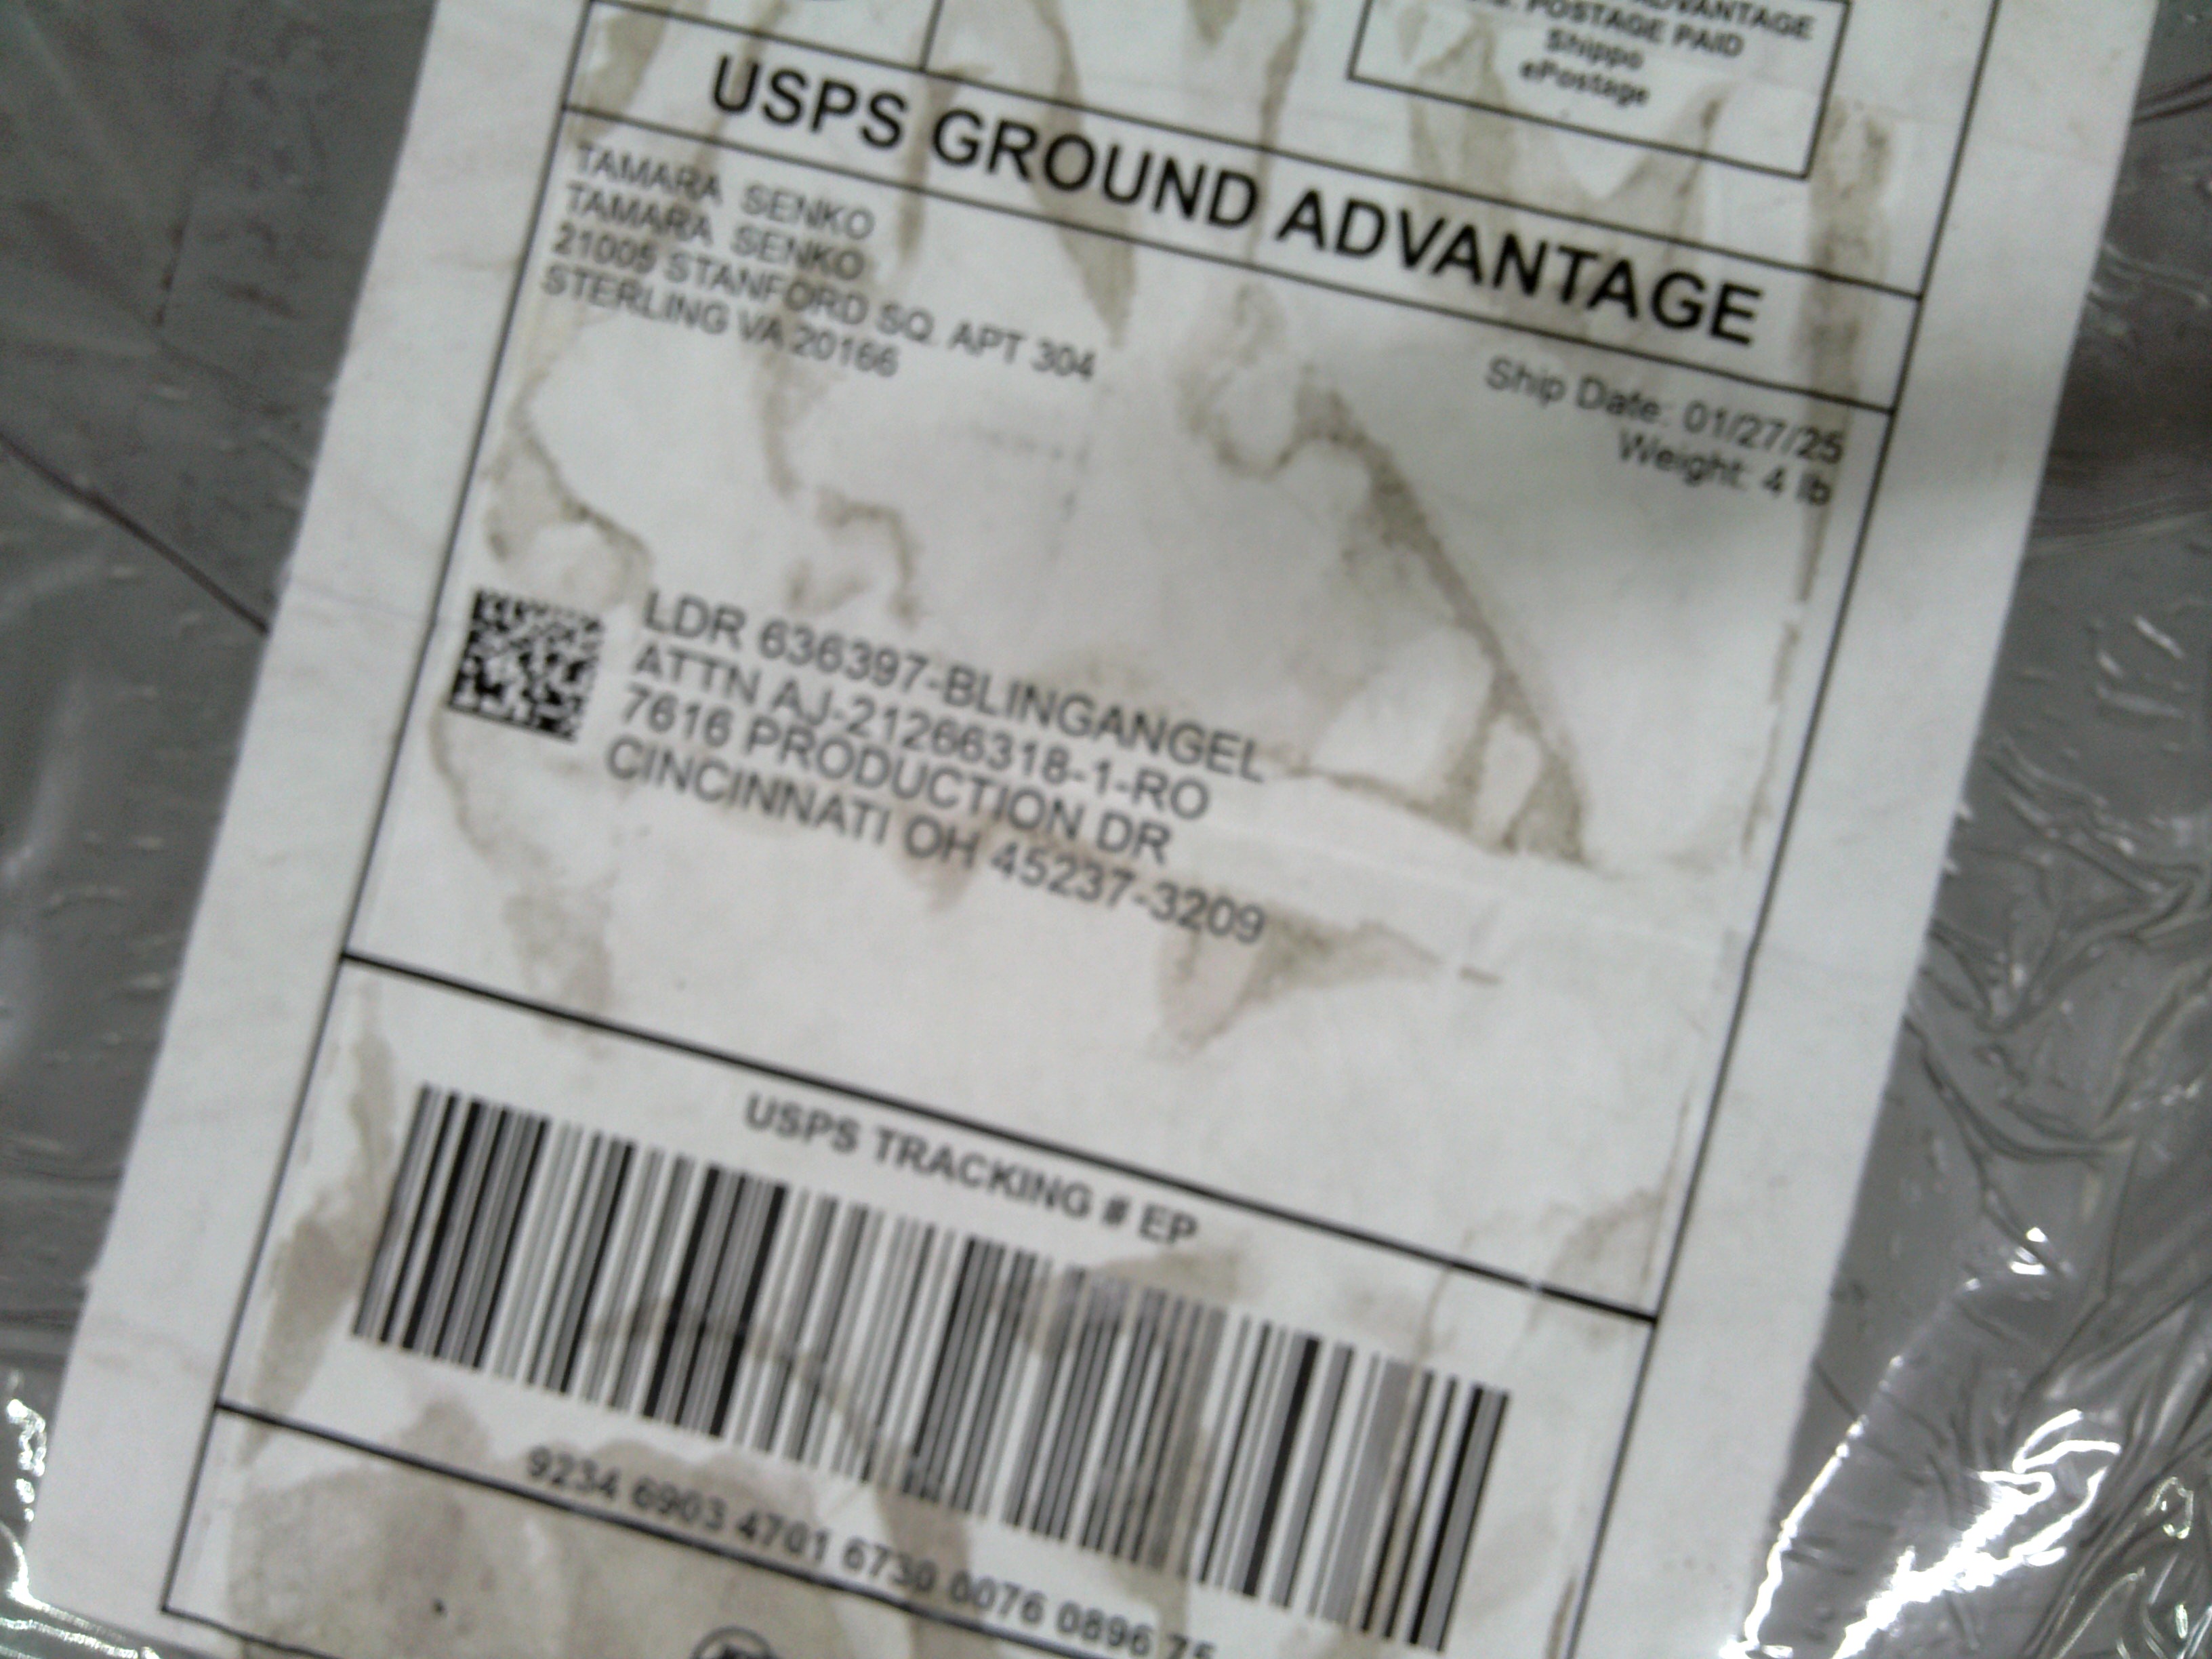 ADVANTAGE
POSTAGE PAID
Shippo
ePostage
USPS GROUND ADVANTAGE
TAMARA SENKO
TAMARA SENKO
21005 STANFORD SQ. APT 304
STERLING VA 20166
Ship Date: 01/27/25
Weight: 4 lb
LDR 636397-BLINGANGEL
ATTN AJ-21266318-1-RO
7616 PRODUCTION DR
CINCINNATI OH 45237-3209
USPS TRACKING # EP
9234 6903 4701 6730 0076 0896 75